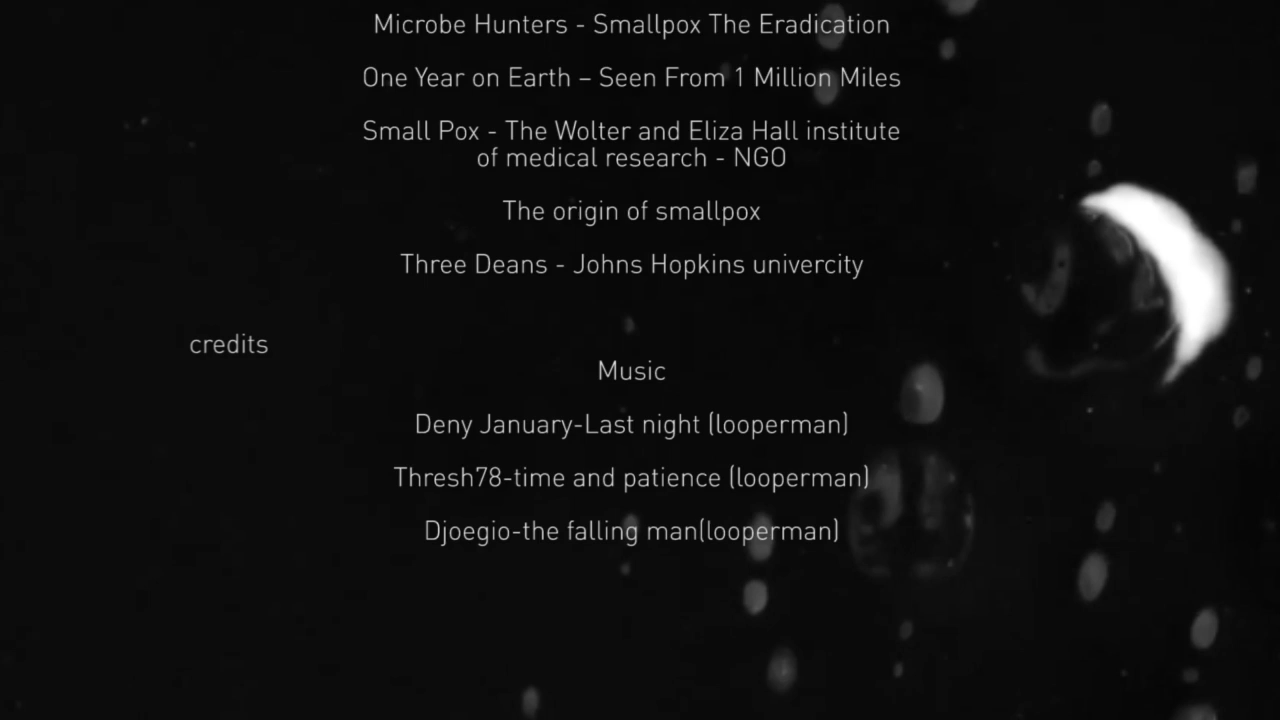 Microbe Hunters - Smallpox The Eradication
One Year on Earth – Seen From 1 Million Miles
Small Pox - The Wolter and Eliza Hall institute
of medical research - NGO
The origin of smallpox
Three Deans - Johns Hopkins univercity
credits
Music
Deny January-Last night (looperman)
Thresh78-time and patience (looperman)
Djoegio-the falling man(looperman)